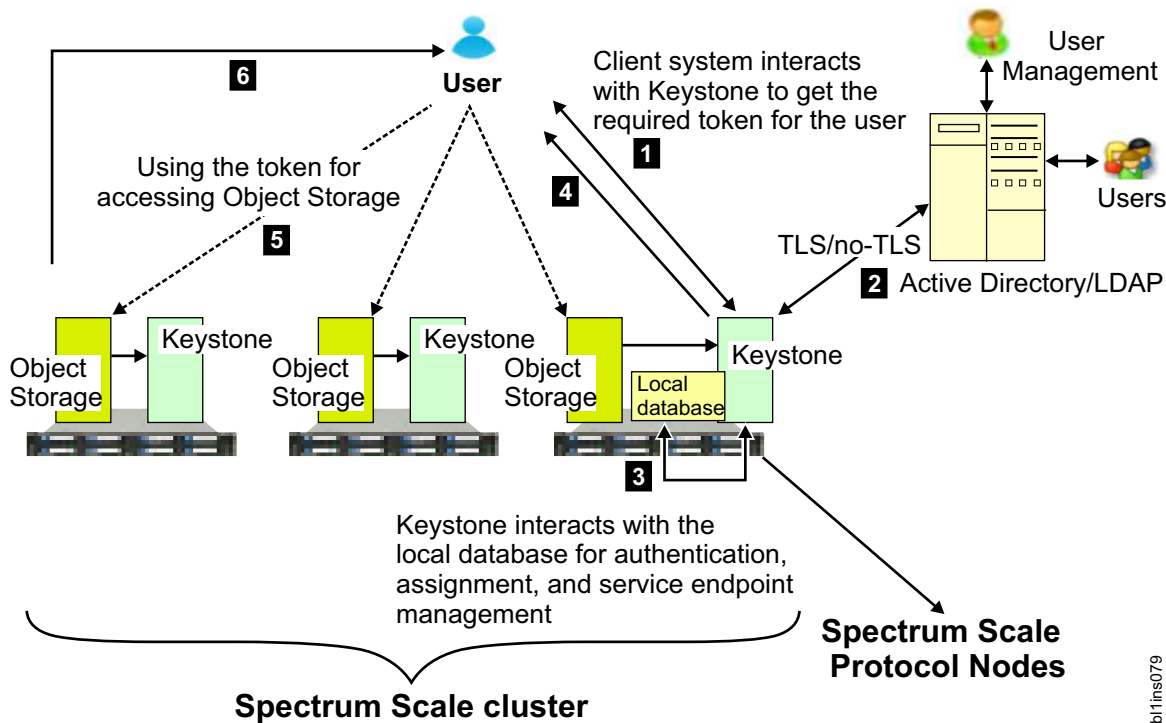 6
User
Client system interacts
with Keystone to get the
required token for the user
1
User
Management
Using the token for
accessing Object Storage
5
4
Users
TLS/no-TLS
2
Active Directory/LDAP
Object
Storage
Keystone
Object
Storage
Keystone
Object
Storage
Local
database
Keystone
3
Keystone interacts with the
local database for authentication,
assignment, and service endpoint
management
Spectrum Scale
Protocol Nodes
Spectrum Scale cluster
bl1ins079